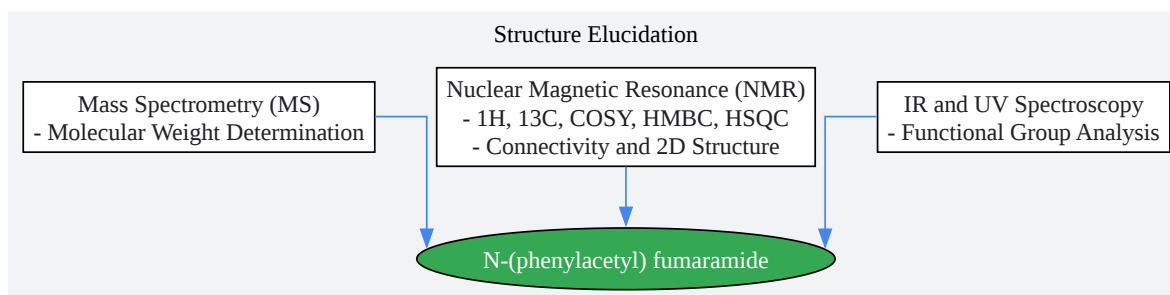 Structure Elucidation
Mass Spectrometry (MS)
- Molecular Weight Determination
Nuclear Magnetic Resonance (NMR)
- 1H, 13C, COSY, HMBC, HSQC
- Connectivity and 2D Structure
IR and UV Spectroscopy
- Functional Group Analysis
N-(phenylacetyl) fumaramide